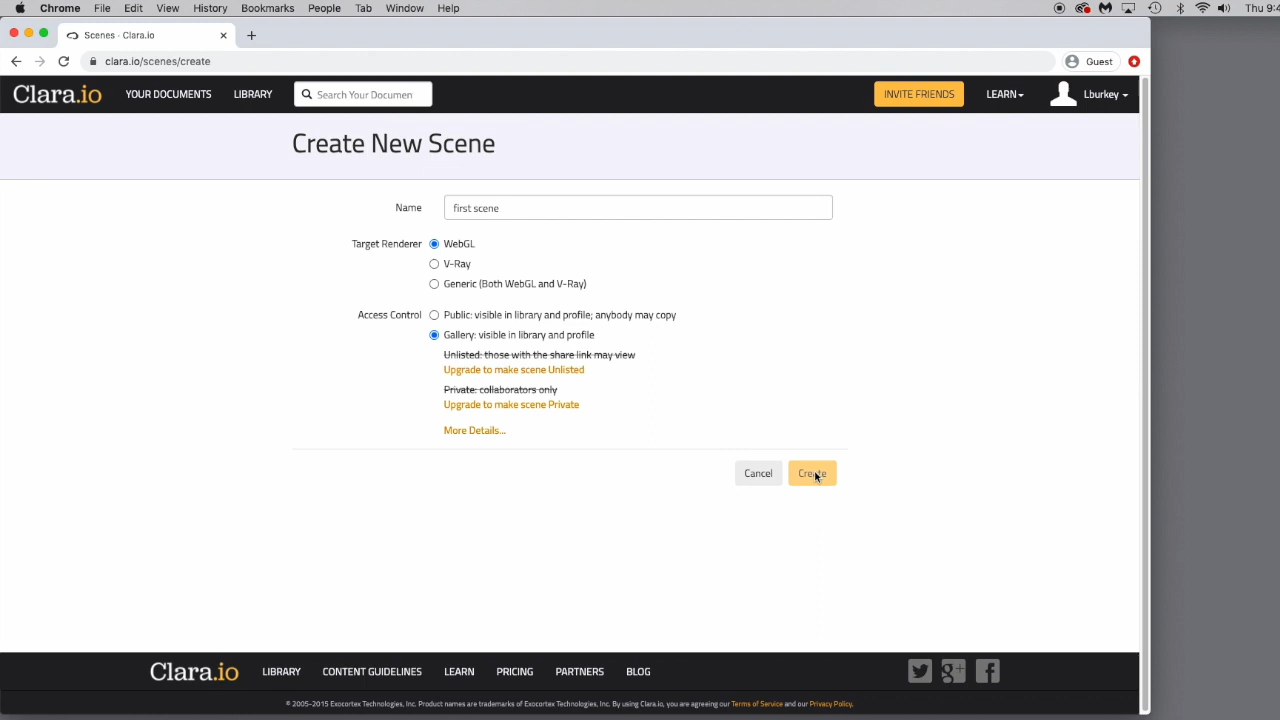 Chrome File Edit View History Bookmarks People Tab Window Help Thu 9:4
Scenes - Clara.io
clara.io/scenes/create Guest
Clara.io YOUR DOCUMENTS LIBRARY Search Your Documen INVITE FRIENDS LEARN Lburkey
Create New Scene
Name first scene
Target Renderer WebGL
V-Ray
Generic (Both WebGL and V-Ray)
Access Control Public: visible in library and profile; anybody may copy
Gallery: visible in library and profile
Unlisted: those with the share link may view
Upgrade to make scene Unlisted
Private: collaborators only
Upgrade to make scene Private
More Details...
Cancel Create
Clara.io LIBRARY CONTENT GUIDELINES LEARN PRICING PARTNERS BLOG
© 2005-2015 Exocortex Technologies, Inc. Product names are trademarks of Exocortex Technologies, Inc. By using Clara.io, you are agreeing our Terms of Service and our Privacy Policy.